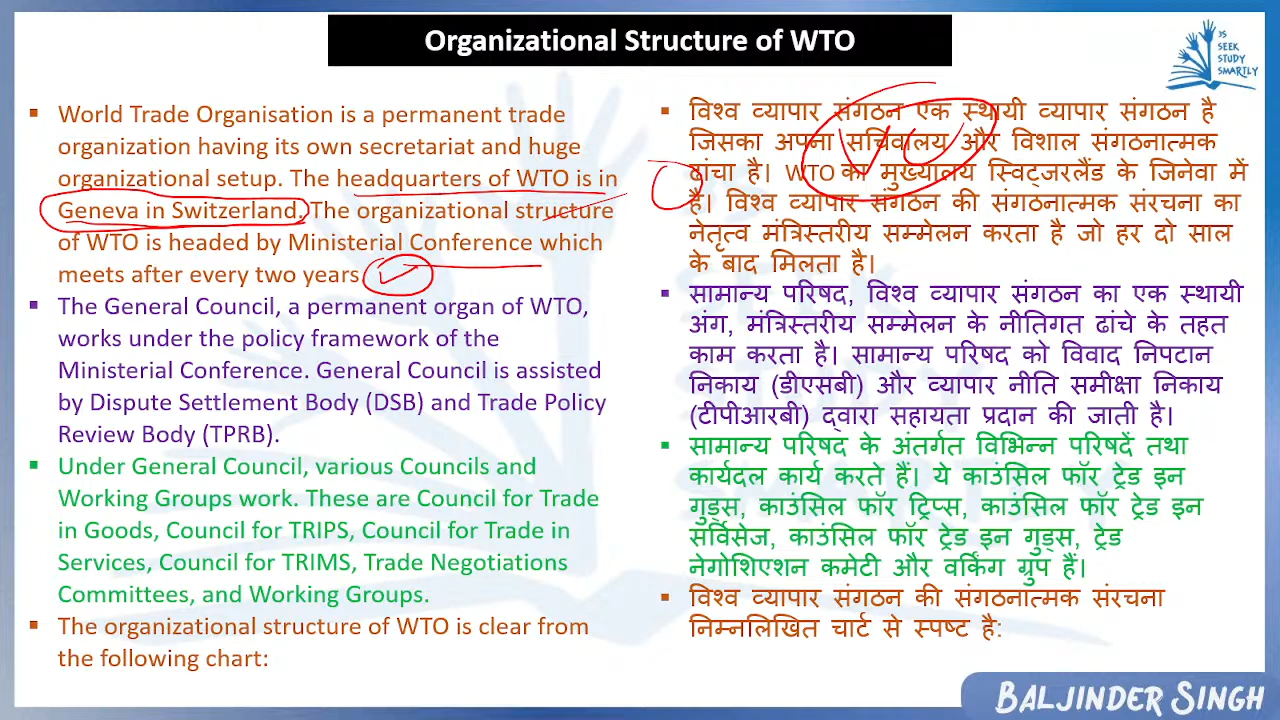 Organizational Structure of WTO
JS
SEEK
STUDY
SMARTLY
▪ World Trade Organisation is a permanent trade
organization having its own secretariat and huge
organizational setup. The headquarters of WTO is in
Geneva in Switzerland. The organizational structure
of WTO is headed by Ministerial Conference which
meets after every two years.
▪ The General Council, a permanent organ of WTO,
works under the policy framework of the
Ministerial Conference. General Council is assisted
by Dispute Settlement Body (DSB) and Trade Policy
Review Body (TPRB).
▪ Under General Council, various Councils and
Working Groups work. These are Council for Trade
in Goods, Council for TRIPS, Council for Trade in
Services, Council for TRIMS, Trade Negotiations
Committees, and Working Groups.
▪ The organizational structure of WTO is clear from
the following chart:
▪ विश्व व्यापार संगठन एक स्थायी व्यापार संगठन है
जिसका अपना सचिवालय और विशाल संगठनात्मक
ढांचा है। WTO का मुख्यालय स्विट्जरलैंड के जिनेवा में
है। विश्व व्यापार संगठन की संगठनात्मक संरचना का
नेतृत्व मंत्रिस्तरीय सम्मेलन करता है जो हर दो साल
के बाद मिलता है।
▪ सामान्य परिषद, विश्व व्यापार संगठन का एक स्थायी
अंग, मंत्रिस्तरीय सम्मेलन के नीतिगत ढांचे के तहत
काम करता है। सामान्य परिषद को विवाद निपटान
निकाय (डीएसबी) और व्यापार नीति समीक्षा निकाय
(टीपीआरबी) द्वारा सहायता प्रदान की जाती है।
▪ सामान्य परिषद के अंतर्गत विभिन्न परिषदें तथा
कार्यदल कार्य करते हैं। ये काउंसिल फॉर ट्रेड इन
गुड्स, काउंसिल फॉर ट्रिप्स, काउंसिल फॉर ट्रेड इन
सर्विसेज, काउंसिल फॉर ट्रेड इन गुड्स, ट्रेड
नेगोशिएशन कमेटी और वर्किंग ग्रुप हैं।
▪ विश्व व्यापार संगठन की संगठनात्मक संरचना
निम्नलिखित चार्ट से स्पष्ट है:
BALJINDER SINGH